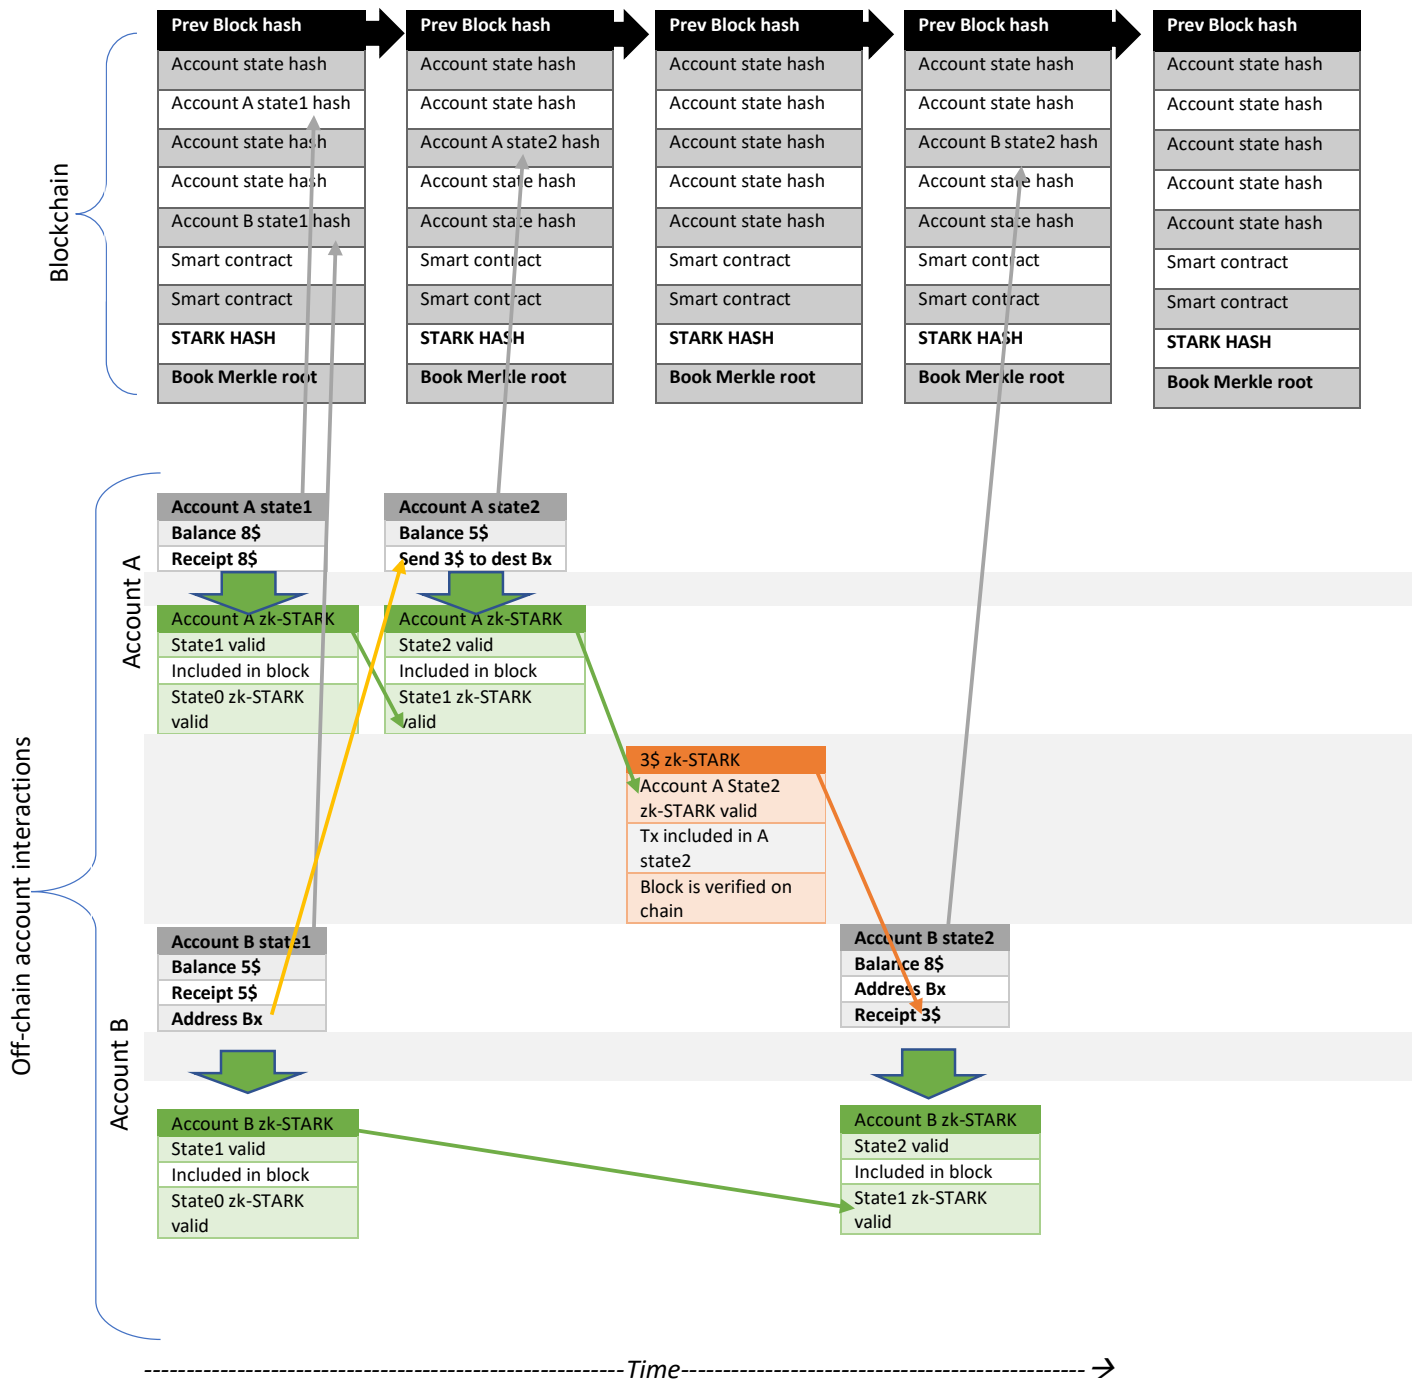 Blockchain
Prev Block hash
Account state hash
Account A state1 hash
Account state hash
Account state hash
Account B state1 hash
Smart contract
Smart contract
STARK HASH
Book Merkle root
Prev Block hash
Account state hash
Account state hash
Account A state2 hash
Account state hash
Account state hash
Smart contract
Smart contract
STARK HASH
Book Merkle root
Prev Block hash
Account state hash
Account state hash
Account state hash
Account state hash
Account state hash
Smart contract
Smart contract
STARK HASH
Book Merkle root
Prev Block hash
Account state hash
Account state hash
Account B state2 hash
Account state hash
Account state hash
Smart contract
Smart contract
STARK HASH
Book Merkle root
Prev Block hash
Account state hash
Account state hash
Account state hash
Account state hash
Account state hash
Smart contract
Smart contract
STARK HASH
Book Merkle root
Off-chain account interactions
Account A
Account A state1
Balance 8$
Receipt 8$
Account A state2
Balance 5$
Send 3$ to dest Bx
Account A zk-STARK
State1 valid
Included in block
State0 zk-STARK
valid
Account A zk-STARK
State2 valid
Included in block
State1 zk-STARK
valid
3$ zk-STARK
Account A State2
zk-STARK valid
Tx included in A
state2
Block is verified on
chain
Account B
Account B state1
Balance 5$
Receipt 5$
Address Bx
Account B state2
Balance 8$
Address Bx
Receipt 3$
Account B zk-STARK
State1 valid
Included in block
State0 zk-STARK
valid
Account B zk-STARK
State2 valid
Included in block
State1 zk-STARK
valid
---------------------------------------------------------Time------------------------------------------------ →